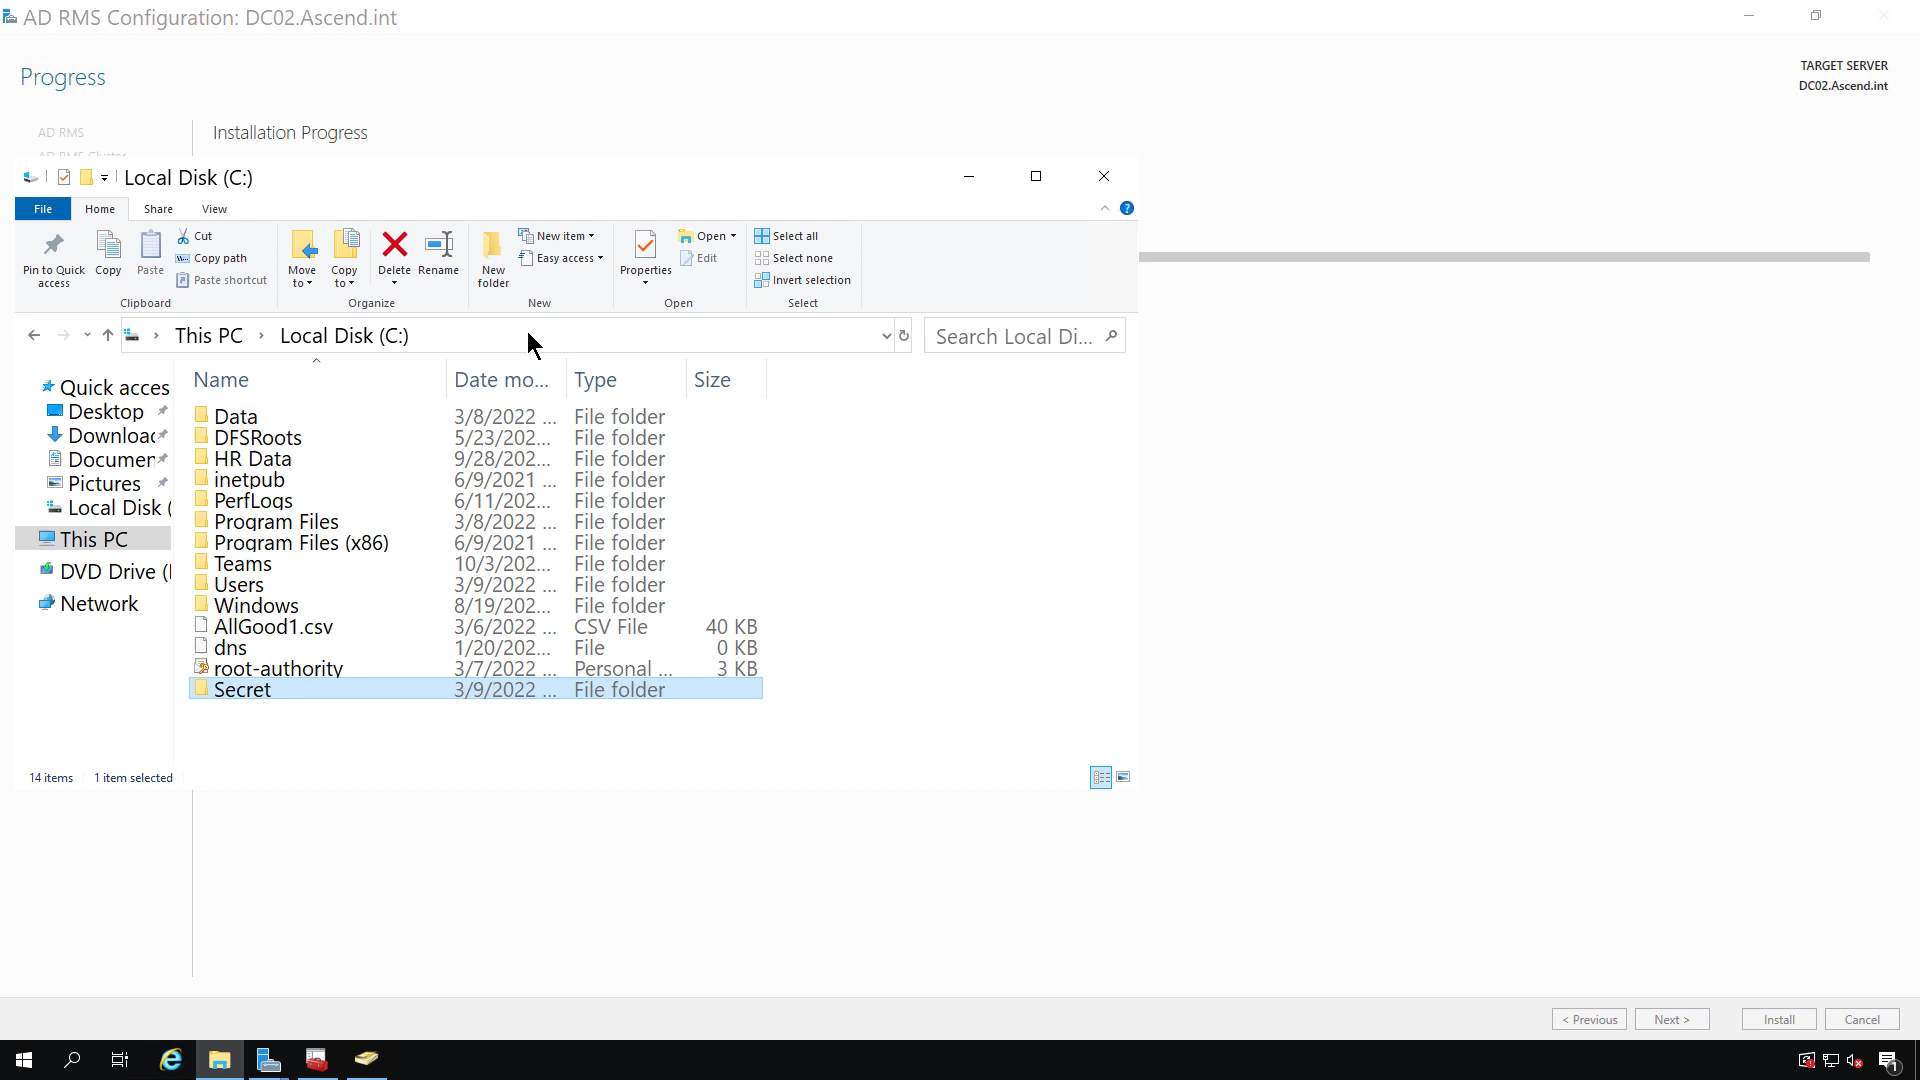 AD RMS Configuration: DC02.Ascend.int
Progress
TARGET SERVER
DC02.Ascend.int
AD RMS
AD RMS Cluster
Installation Progress
Local Disk (C:)
File Home Share View
Pin to Quick access
Copy
Paste
Cut
Copy path
Paste shortcut
Clipboard
Move to
Copy to
Delete
Rename
Organize
New folder
New item
Easy access
New
Properties
Open
Edit
Open
Select all
Select none
Invert selection
Select
This PC > Local Disk (C:)
Search Local Di...
Quick acces
Desktop
Downloac
Documen
Pictures
Local Disk (
This PC
DVD Drive (
Network
Name Date mo... Type Size
Data 3/8/2022 ... File folder
DFSRoots 5/23/202... File folder
HR Data 9/28/202... File folder
inetpub 6/9/2021 ... File folder
PerfLogs 6/11/202... File folder
Program Files 3/8/2022 ... File folder
Program Files (x86) 6/9/2021 ... File folder
Teams 10/3/202... File folder
Users 3/9/2022 ... File folder
Windows 8/19/202... File folder
AllGood1.csv 3/6/2022 ... CSV File 40 KB
dns 1/20/202... File 0 KB
root-authority 3/7/2022 ... Personal ... 3 KB
Secret 3/9/2022 ... File folder
14 items 1 item selected
< Previous Next > Install Cancel
1